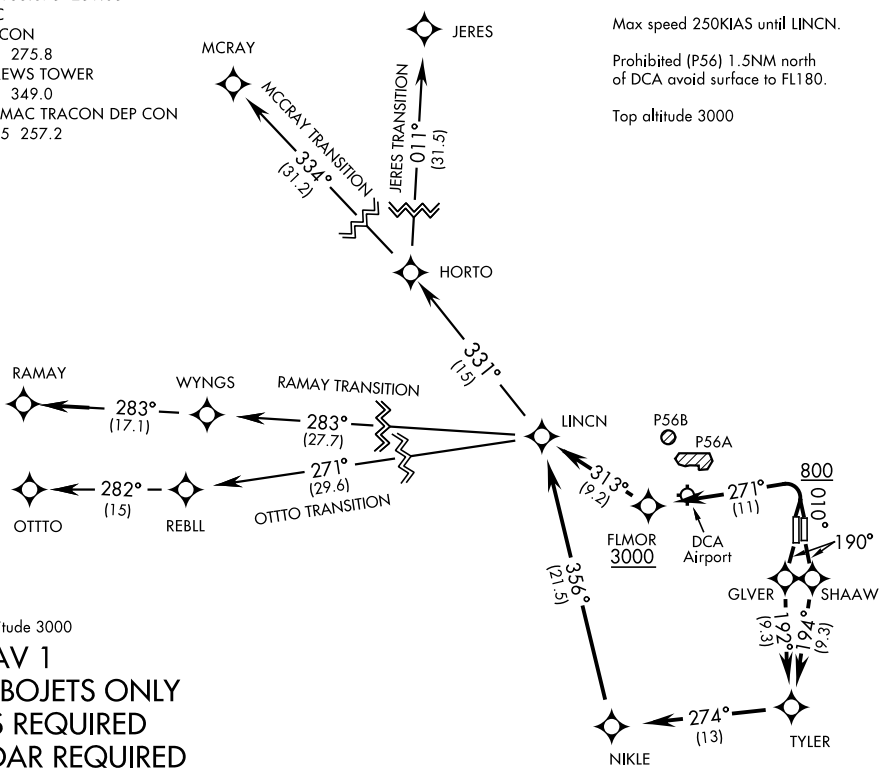 CON
275.8
EWS TOWER
349.0
MAC TRACON DEP CON
5 257.2
MCRAY
JERES
Max speed 250KIAS until LINCN.
Prohibited (P56) 1.5NM north
of DCA avoid surface to FL180.
Top altitude 3000
MCCRAY TRANSITION
334°
(31.2)
JERES TRANSITION
011°
(31.5)
HORTO
331°
(15)
RAMAY
WYNGS
RAMAY TRANSITION
283°
(17.1)
283°
(27.7)
LINCN
P56B
P56A
313°
(9.2)
271°
(11)
800
010°
OTTTO
282°
(15)
REBLL
271°
(29.6)
OTTTO TRANSITION
FLMOR
3000
DCA
Airport
190°
GLVER
SHAAW
356°
(21.5)
192°
(9.3)
194°
(9.3)
274°
(13)
NIKLE
TYLER
tude 3000
AV 1
BOJETS ONLY
S REQUIRED
DAR REQUIRED